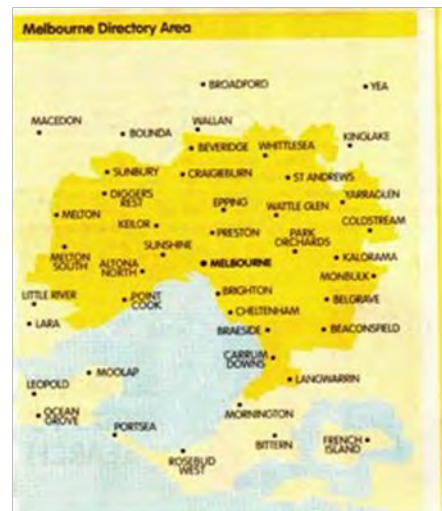 Melbourne Directory Area
BROADFORD
YEA
MACEDON
WALLAN
BOUNDA
KINGLAKE
BEVERIDGE
WHITTLESEA
SUNBURY
CRAIGIEBURN
ST ANDREWS
DIGGERS
REST
YARRAGLEN
EPPING
WATTLE GLEN
MELTON
COLDSTREAM
KEILOR
PRESTON
PARK
ORCHARDS
SUNSHINE
MELTON
SOUTH
ALTONA
NORTH
MELBOURNE
KALORAMA
MONBULK
LITTLE RIVER
POINT
COOK
BRIGHTON
BELGRAVE
LARA
CHELTENHAM
BRAESIDE
BEACONSFIELD
CARRUM
DOWNS
MOOLAP
LEOPOLD
LANGWARRIN
OCEAN
GROVE
MORNINGTON
PORTSEA
BITTERN
FRENCH
ISLAND
ROSEBUD
WEST